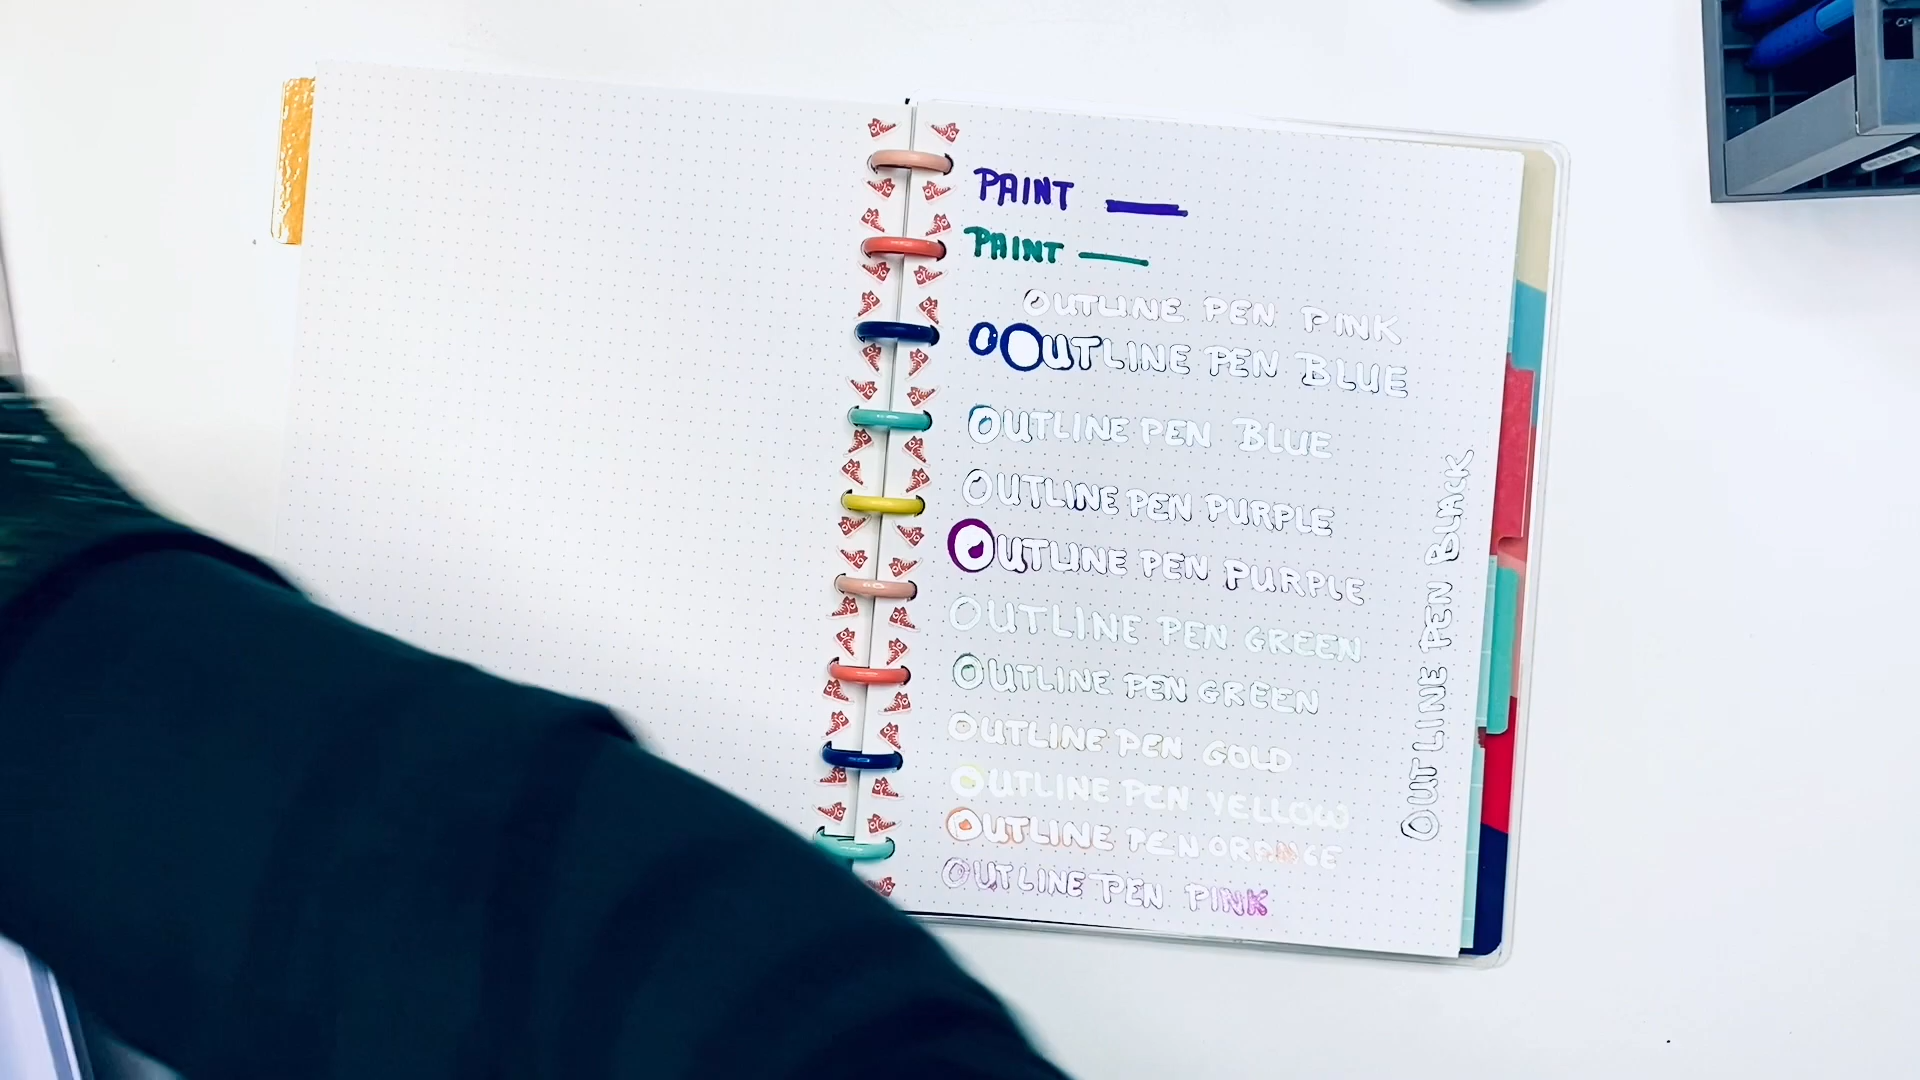 PAINT
PAINT
OUTLINE PEN PINK
OOUTLINE PEN BLUE
OUTLINE PEN BLUE
OUTLINE PEN PURPLE
OUTLINE PEN PURPLE
OUTLINE PEN GREEN
OUTLINE PEN GREEN
OUTLINE PEN GOLD
OUTLINE PEN YELLOW
OUTLINE PEN ORANGE
OUTLINE PEN PINK
OUTLINE PEN BLACK